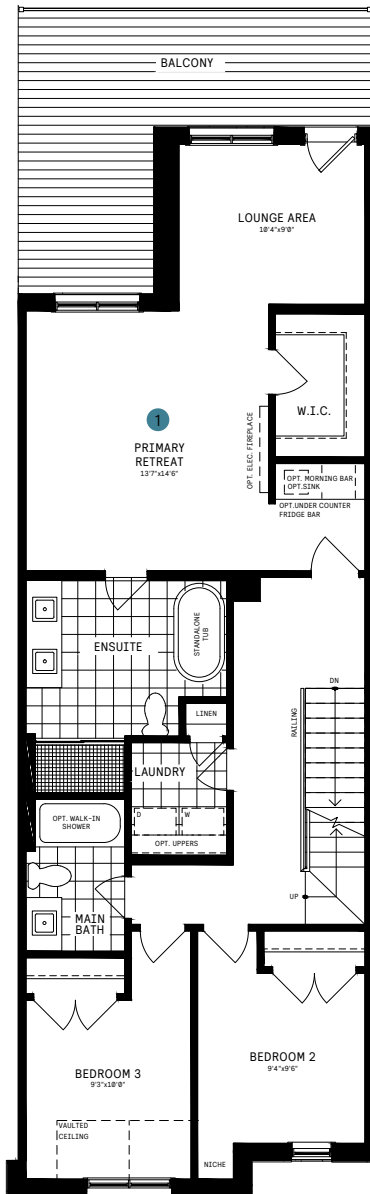 BALCONY
LOUNGE AREA
10'4"x9'0"
W.I.C.
1
PRIMARY
RETREAT
13'7"x14'6"
OPT. ELEC. FIREPLACE
OPT. MORNING BAR
OPT.SINK
OPT.UNDER COUNTER
FRIDGE BAR
ENSUITE
STANDALONE
TUB
LINEN
DN
RAILING
LAUNDRY
D
W
OPT. UPPERS
OPT. WALK-IN
SHOWER
UP
MAIN
BATH
BEDROOM 2
9'4"x9'6"
BEDROOM 3
9'3"x10'0"
VAULTED
CEILING
NICHE